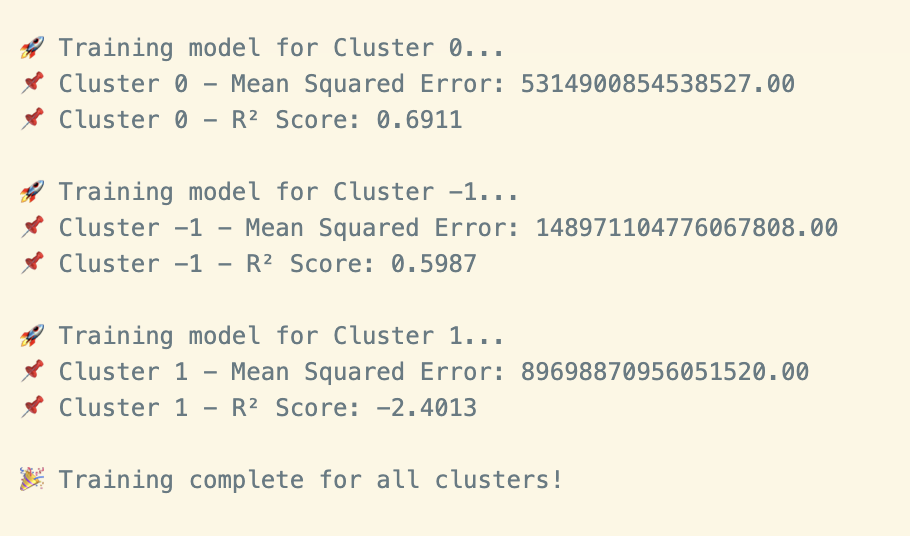 🚀 Training model for Cluster 0...
📌 Cluster 0 – Mean Squared Error: 5314900854538527.00
📌 Cluster 0 – R² Score: 0.6911
🚀 Training model for Cluster –1...
📌 Cluster –1 – Mean Squared Error: 148971104776067808.00
📌 Cluster –1 – R² Score: 0.5987
🚀 Training model for Cluster 1...
📌 Cluster 1 – Mean Squared Error: 89698870956051520.00
📌 Cluster 1 – R² Score: –2.4013
🎉 Training complete for all clusters!